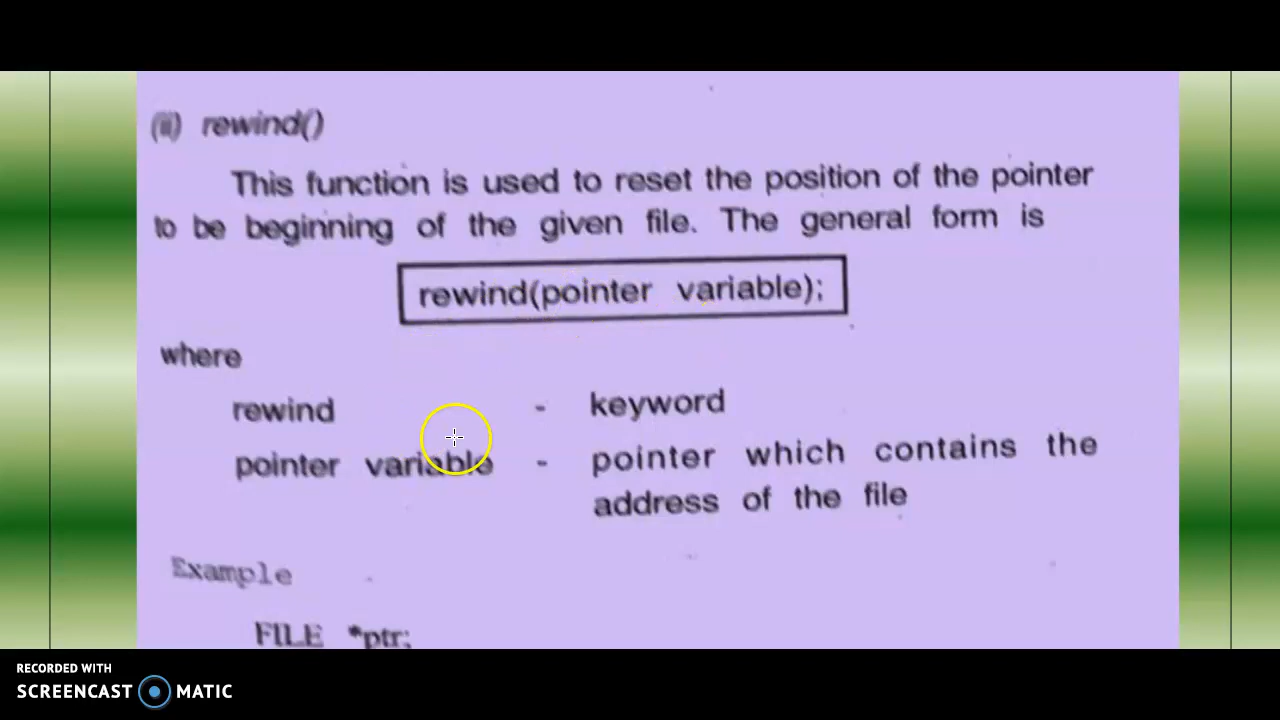 (ii) rewind()
This function is used to reset the position of the pointer
to be beginning of the given file. The general form is
rewind(pointer variable);
where
rewind - keyword
pointer variable - pointer which contains the
address of the file
Example
FILE *ptr;
RECORDED WITH
SCREENCAST MATIC